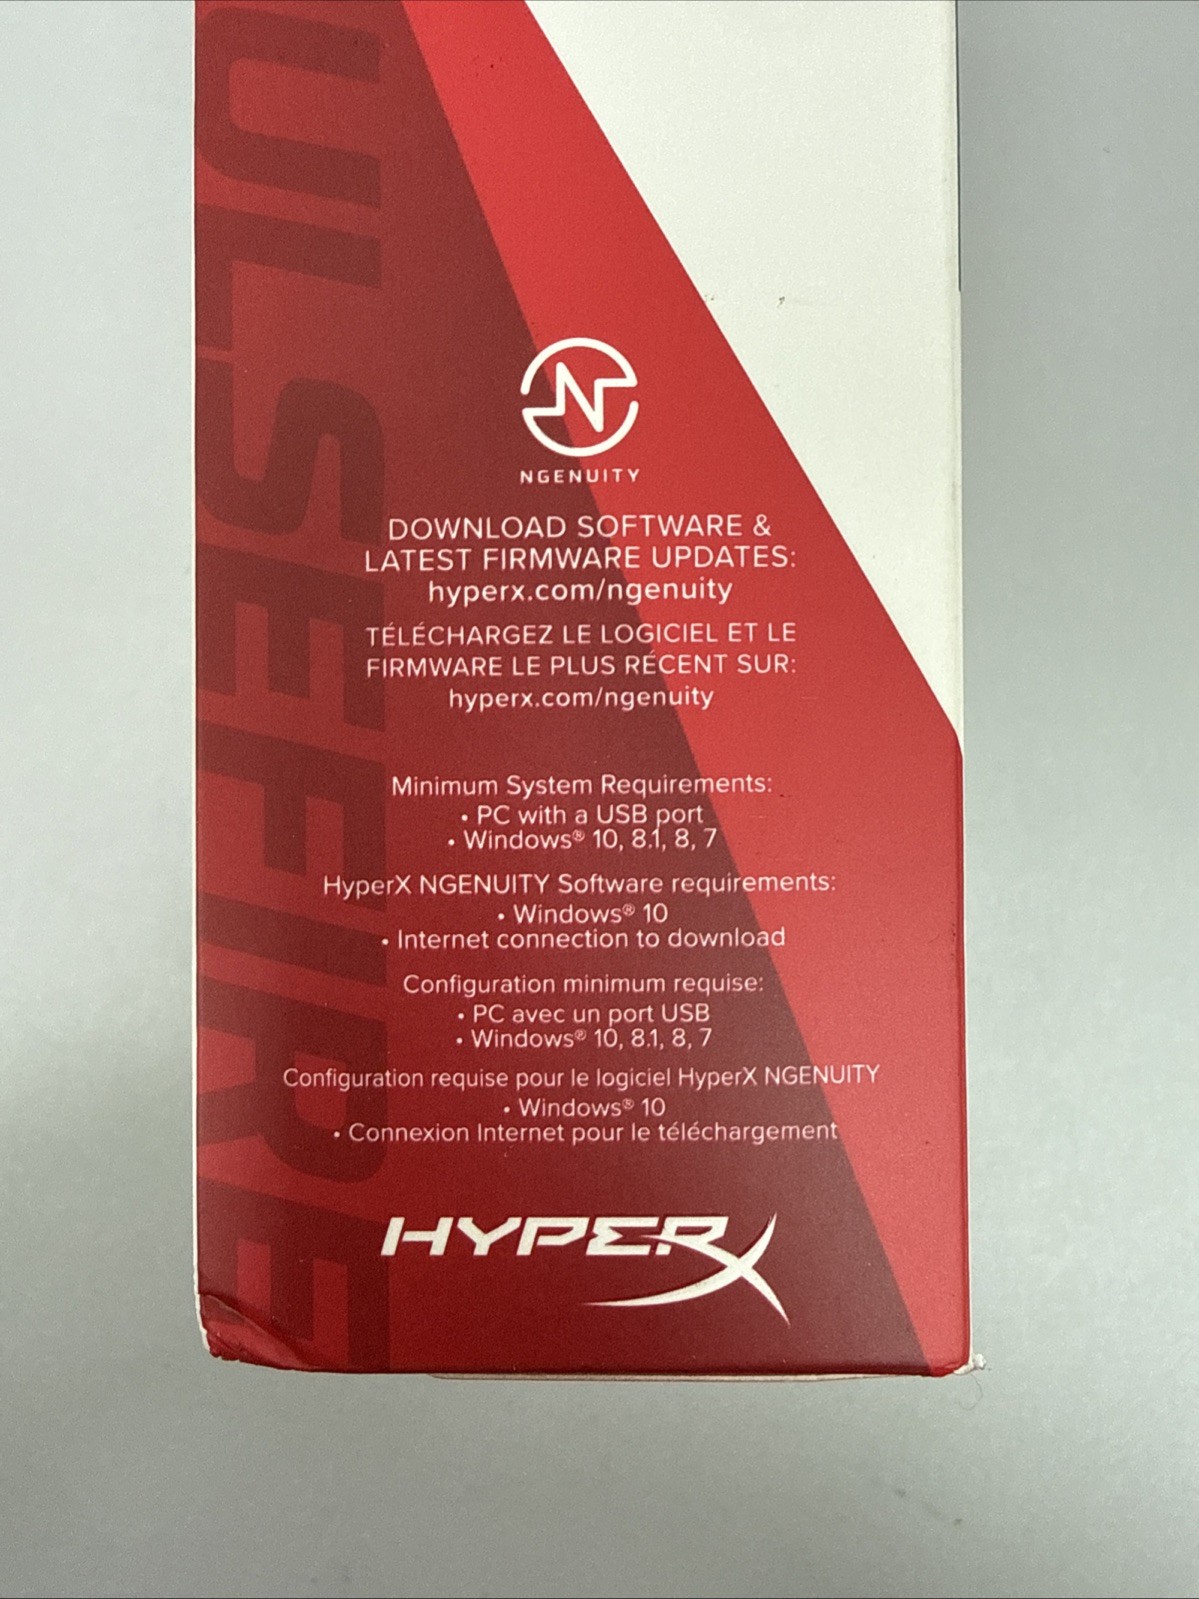 NGENUITY
DOWNLOAD SOFTWARE &
LATEST FIRMWARE UPDATES:
hyperx.com/ngenuity
TÉLÉCHARGEZ LE LOGICIEL ET LE
FIRMWARE LE PLUS RÉCENT SUR:
hyperx.com/ngenuity
Minimum System Requirements:
• PC with a USB port
• Windows® 10, 8.1, 8, 7
HyperX NGENUITY Software requirements:
• Windows® 10
• Internet connection to download
Configuration minimum requise:
• PC avec un port USB
• Windows® 10, 8.1, 8, 7
Configuration requise pour le logiciel HyperX NGENUITY
• Windows® 10
• Connexion Internet pour le téléchargement
HYPERX